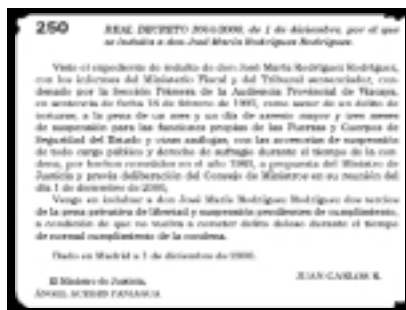 250 REAL DECRETO /2000, de 1 de diciembre, por el que
se indulta a don José María Rodríguez Rodríguez.
Visto el expediente de indulto de don José María Rodríguez Rodríguez,
con los informes del Ministerio Fiscal y del Tribunal sentenciador, con-
denado por la Sección Primera de la Audiencia Provincial de Vizcaya,
en sentencia de fecha de febrero de como autor de un delito de
torturas, a la pena de un mes y un día de arresto mayor y tres meses
de suspensión para las funciones propias de las Fuerzas y Cuerpos de
Seguridad del Estado y otras análogas, con las accesorias de suspensión
de todo cargo público y derecho de sufragio durante el tiempo de la con-
dena, por hechos cometidos en el año a propuesta del Ministro de
Justicia y previa deliberación del Consejo de Ministros en su reunión del
día 1 de diciembre de 2000,
Vengo en indultar a don José María Rodríguez Rodríguez dos tercios
de la pena privativa de libertad y suspensión pendientes de cumplimiento,
a condición de que no vuelva a cometer delito doloso durante el tiempo
de normal cumplimiento de la condena.
Dado en Madrid a 1 de diciembre de 2000.
JUAN CARLOS R.
El Ministro de Justicia,
ÁNGEL ACEBES PANIAGUA